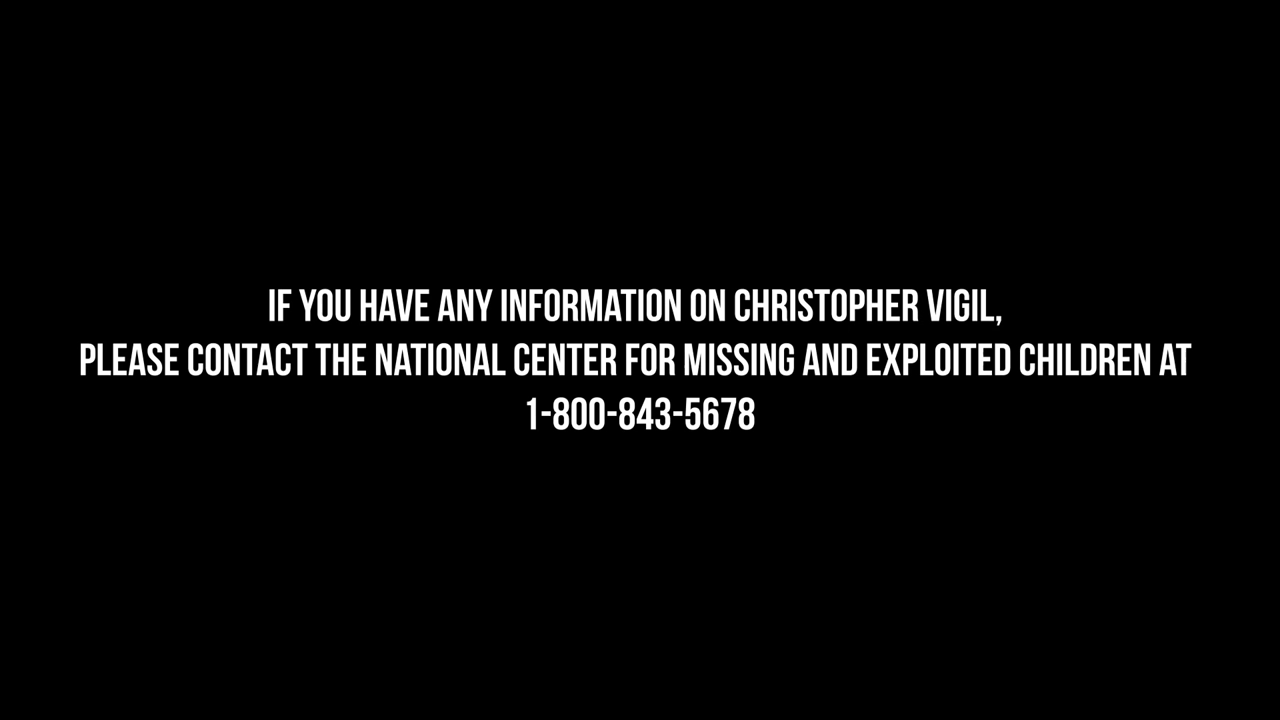 IF YOU HAVE ANY INFORMATION ON CHRISTOPHER VIGIL,
PLEASE CONTACT THE NATIONAL CENTER FOR MISSING AND EXPLOITED CHILDREN AT
1-800-843-5678